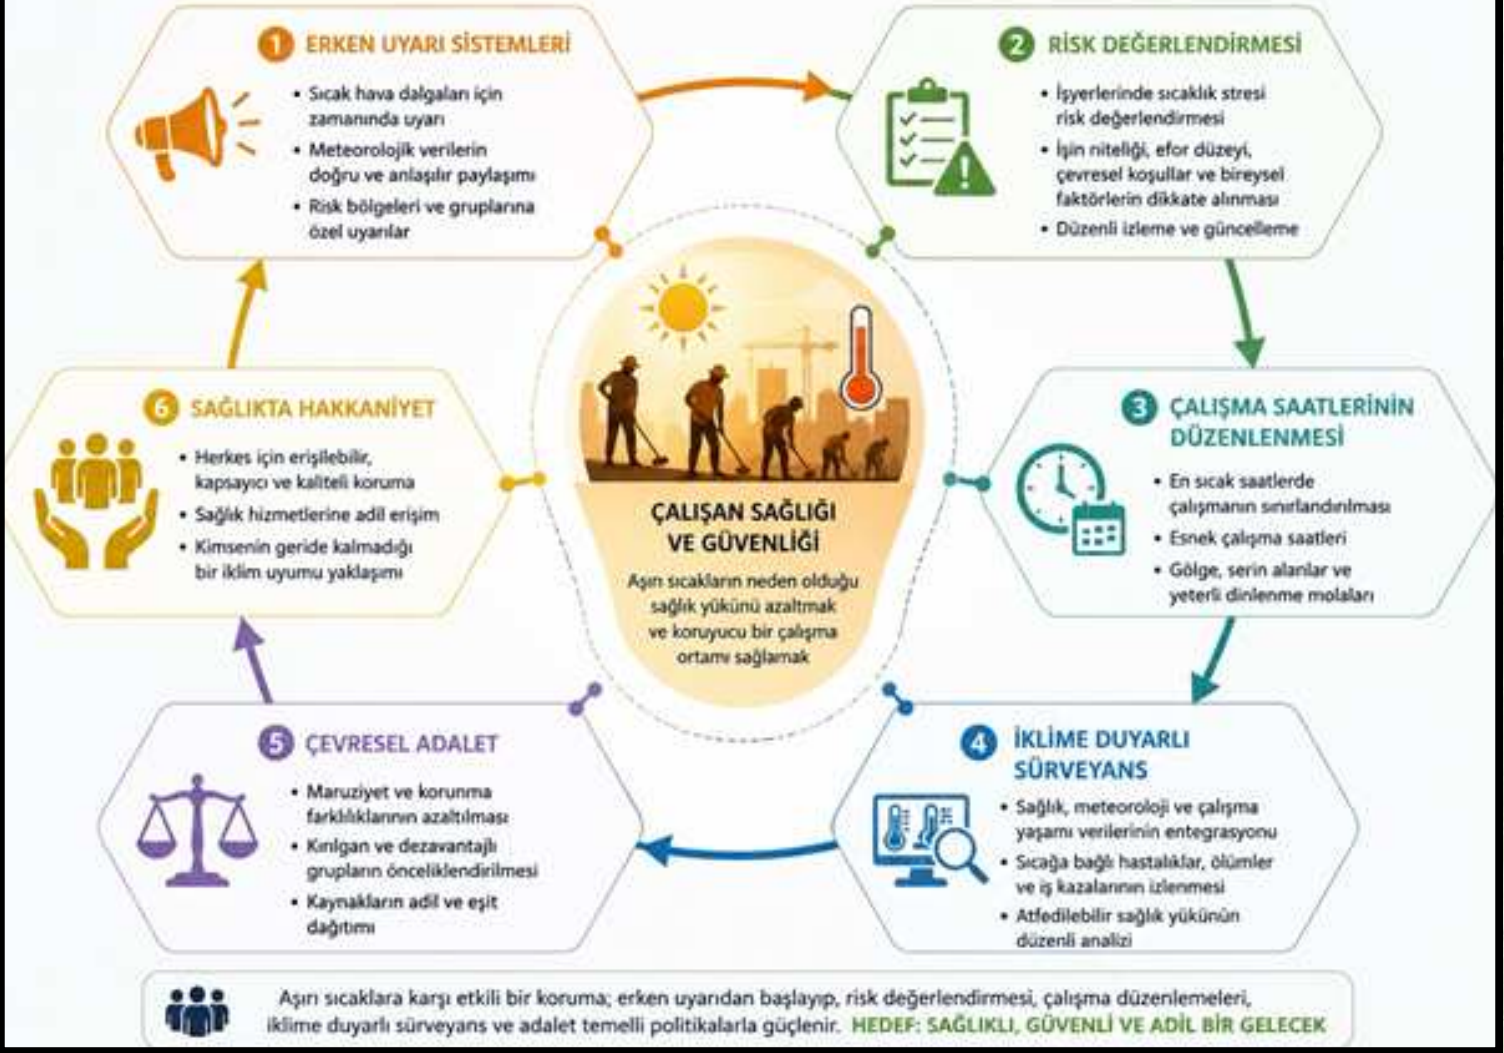 1 ERKEN UYARI SİSTEMLERİ
• Sıcak hava dalgaları için
zamanında uyarı
• Meteorolojik verilerin
doğru ve anlaşılır paylaşımı
• Risk bölgeleri ve gruplarına
özel uyarılar
2 RİSK DEĞERLENDİRMESİ
• İşyerlerinde sıcaklık stresi
risk değerlendirmesi
• İşin niteliği, efor düzeyi,
çevresel koşullar ve bireysel
faktörlerin dikkate alınması
• Düzenli izleme ve güncelleme
3 ÇALIŞMA SAATLERİNİN
DÜZENLENMESİ
• En sıcak saatlerde
çalışmanın sınırlandırılması
• Esnek çalışma saatleri
• Gölge, serin alanlar ve
yeterli dinlenme molaları
4 İKLİME DUYARLI
SÜRVEYANS
• Sağlık, meteoroloji ve çalışma
yaşamı verilerinin entegrasyonu
• Sıcağa bağlı hastalıklar, ölümler
ve iş kazalarının izlenmesi
• Atfedilebilir sağlık yükünün
düzenli analizi
5 ÇEVRESEL ADALET
• Maruziyet ve korunma
farklılıklarının azaltılması
• Kırılgan ve dezavantajlı
grupların önceliklendirilmesi
• Kaynakların adil ve eşit
dağıtımı
6 SAĞLIKTA HAKKANİYET
• Herkes için erişilebilir,
kapsayıcı ve kaliteli koruma
• Sağlık hizmetlerine adil erişim
• Kimsenin geride kalmadığı
bir iklim uyumu yaklaşımı
ÇALIŞAN SAĞLIĞI
VE GÜVENLİĞİ
Aşırı sıcakların neden olduğu
sağlık yükünü azaltmak
ve koruyucu bir çalışma
ortamı sağlamak
Aşırı sıcaklara karşı etkili bir koruma; erken uyarıdan başlayıp, risk değerlendirmesi, çalışma düzenlemeleri,
iklime duyarlı sürveyans ve adalet temelli politikalarla güçlenir. HEDEF: SAĞLIKLI, GÜVENLİ VE ADİL BİR GELECEK